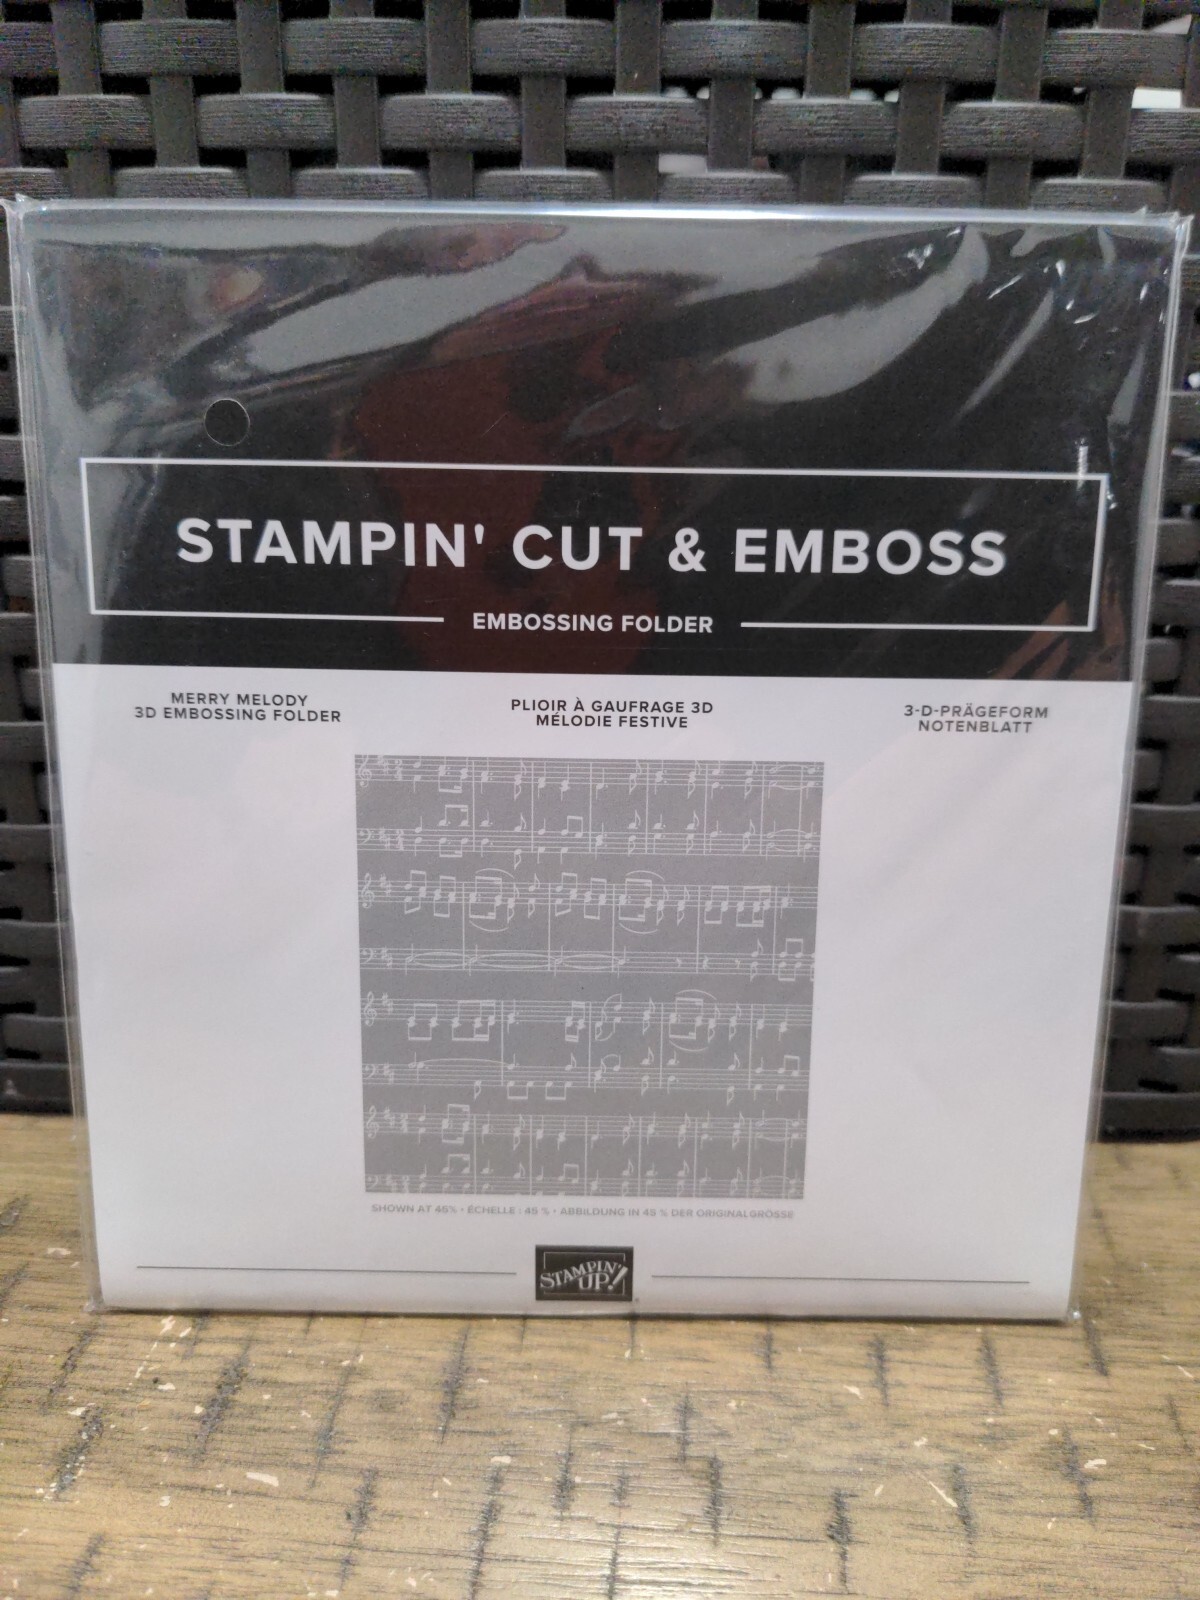 STAMPIN' CUT & EMBOSS
EMBOSSING FOLDER
MERRY MELODY
3D EMBOSSING FOLDER
PLIOIR À GAUFRAGE 3D
MÉLODIE FESTIVE
3-D-PRÄGEFORM
NOTENBLATT
SHOWN AT 45% • ÉCHELLE : 45 % • ABBILDUNG IN 45 % DER ORIGINALGRÖSSE
STAMPIN'
UP!